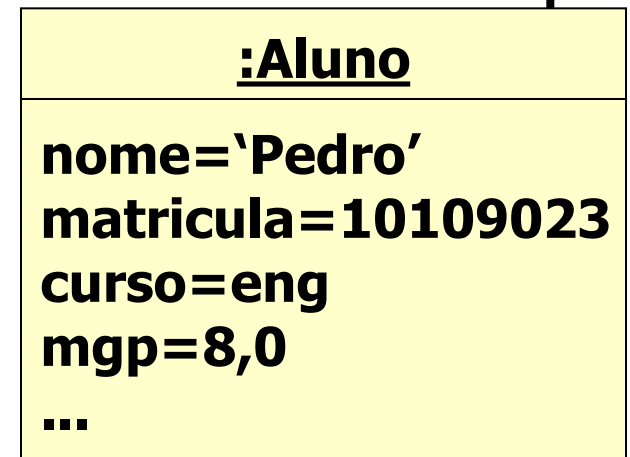 :Aluno
nome=‘Pedro’
matricula=10109023
curso=eng
mgp=8,0
...